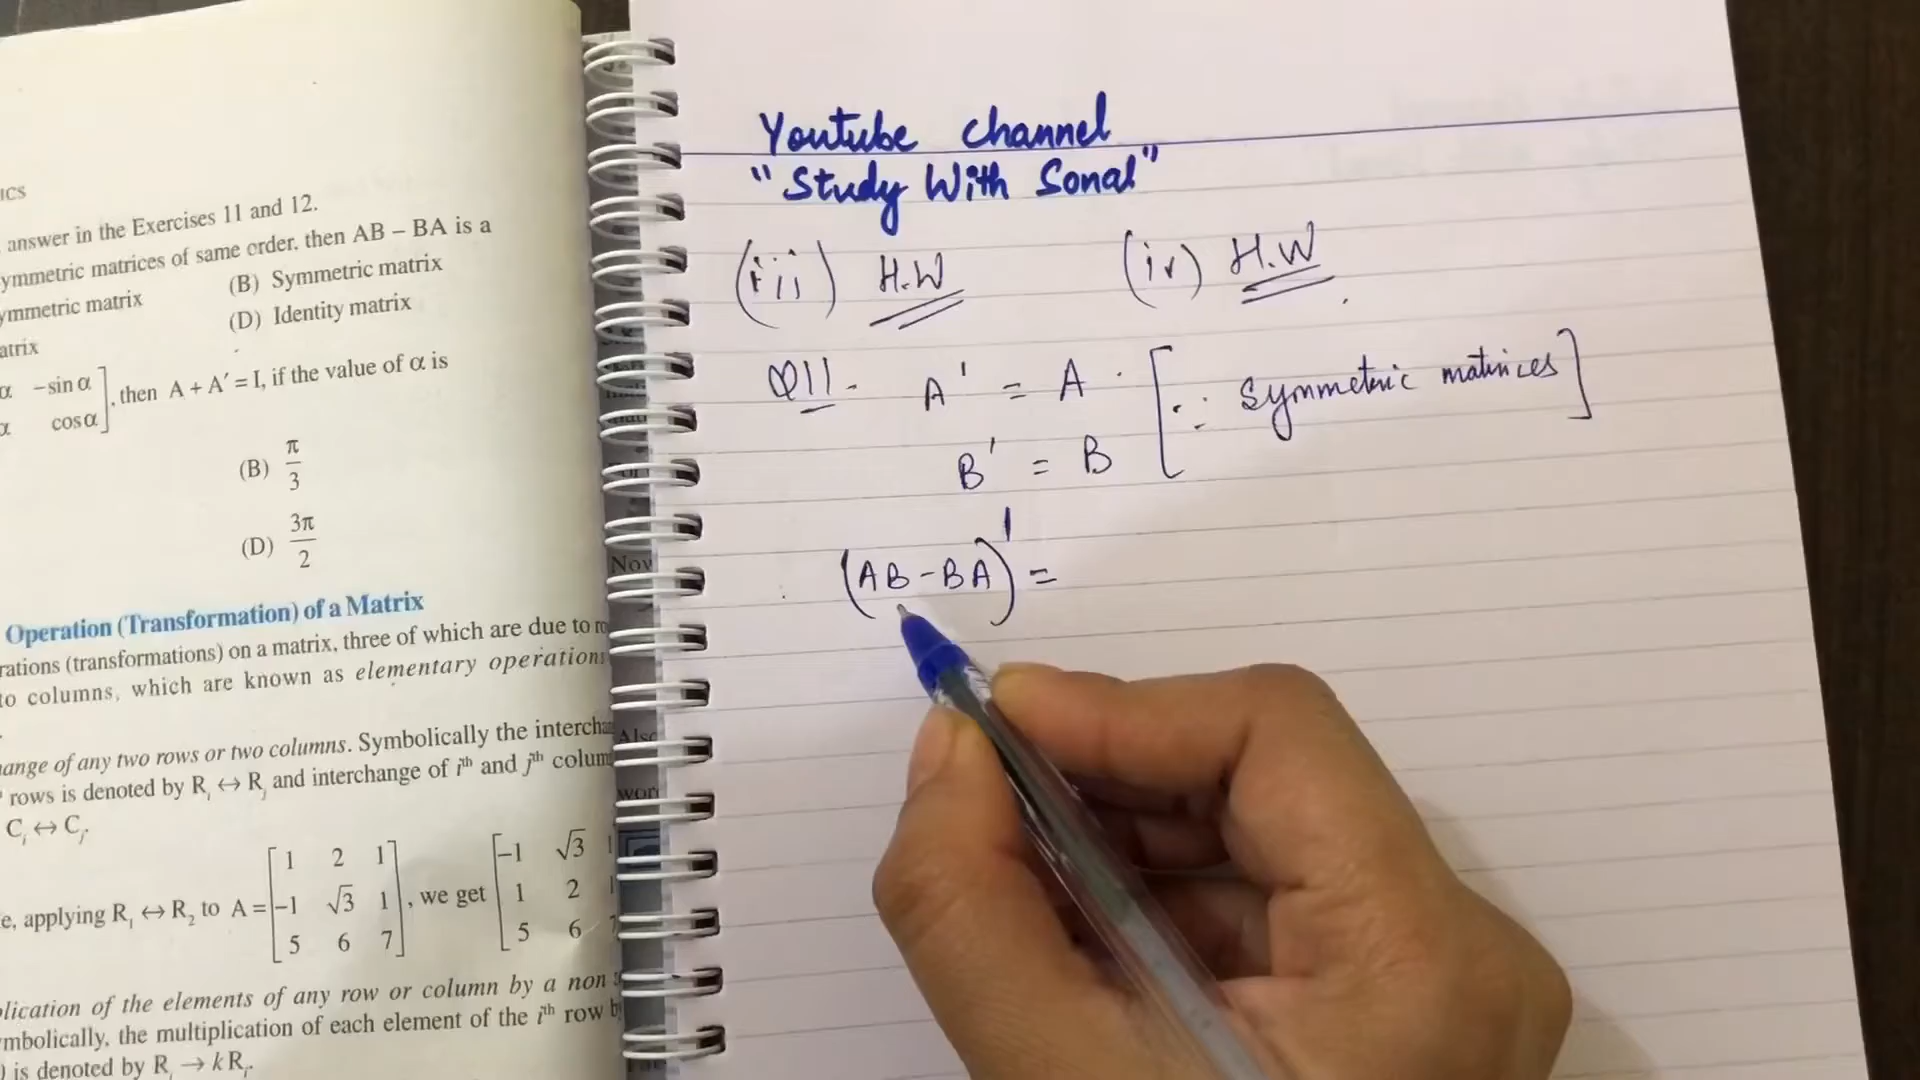 ICS
answer in the Exercises 11 and 12.
ymmetric matrices of same order, then AB – BA is a
ymmetric matrix (B) Symmetric matrix
atrix (D) Identity matrix
α -sin α
α cos α , then A + A′ = I, if the value of α is
(B) π/3
(D) 3π/2
Operation (Transformation) of a Matrix
rations (transformations) on a matrix, three of which are due to
to columns, which are known as elementary operations
ange of any two rows or two columns. Symbolically the
rows is denoted by Rᵢ ↔ Rⱼ and interchange of iᵗʰ and jᵗʰ colum
Cᵢ ↔ Cⱼ.
1 2 1 -1 √3 1
e, applying R₁ ↔ R₂ to A = -1 √3 1 , we get 1 2
5 6 7 5 6 7
plication of the elements of any row or column by a non
mbolically, the multiplication of each element of the iᵗʰ row b
) is denoted by Rᵢ → k Rᵢ.
Now
Also
Youtube channel
"Study With Sonal"
(iii) H.W (iv) H.W
Q11- A' = A . [∵ Symmetric matrices]
B' = B
(AB-BA)' =